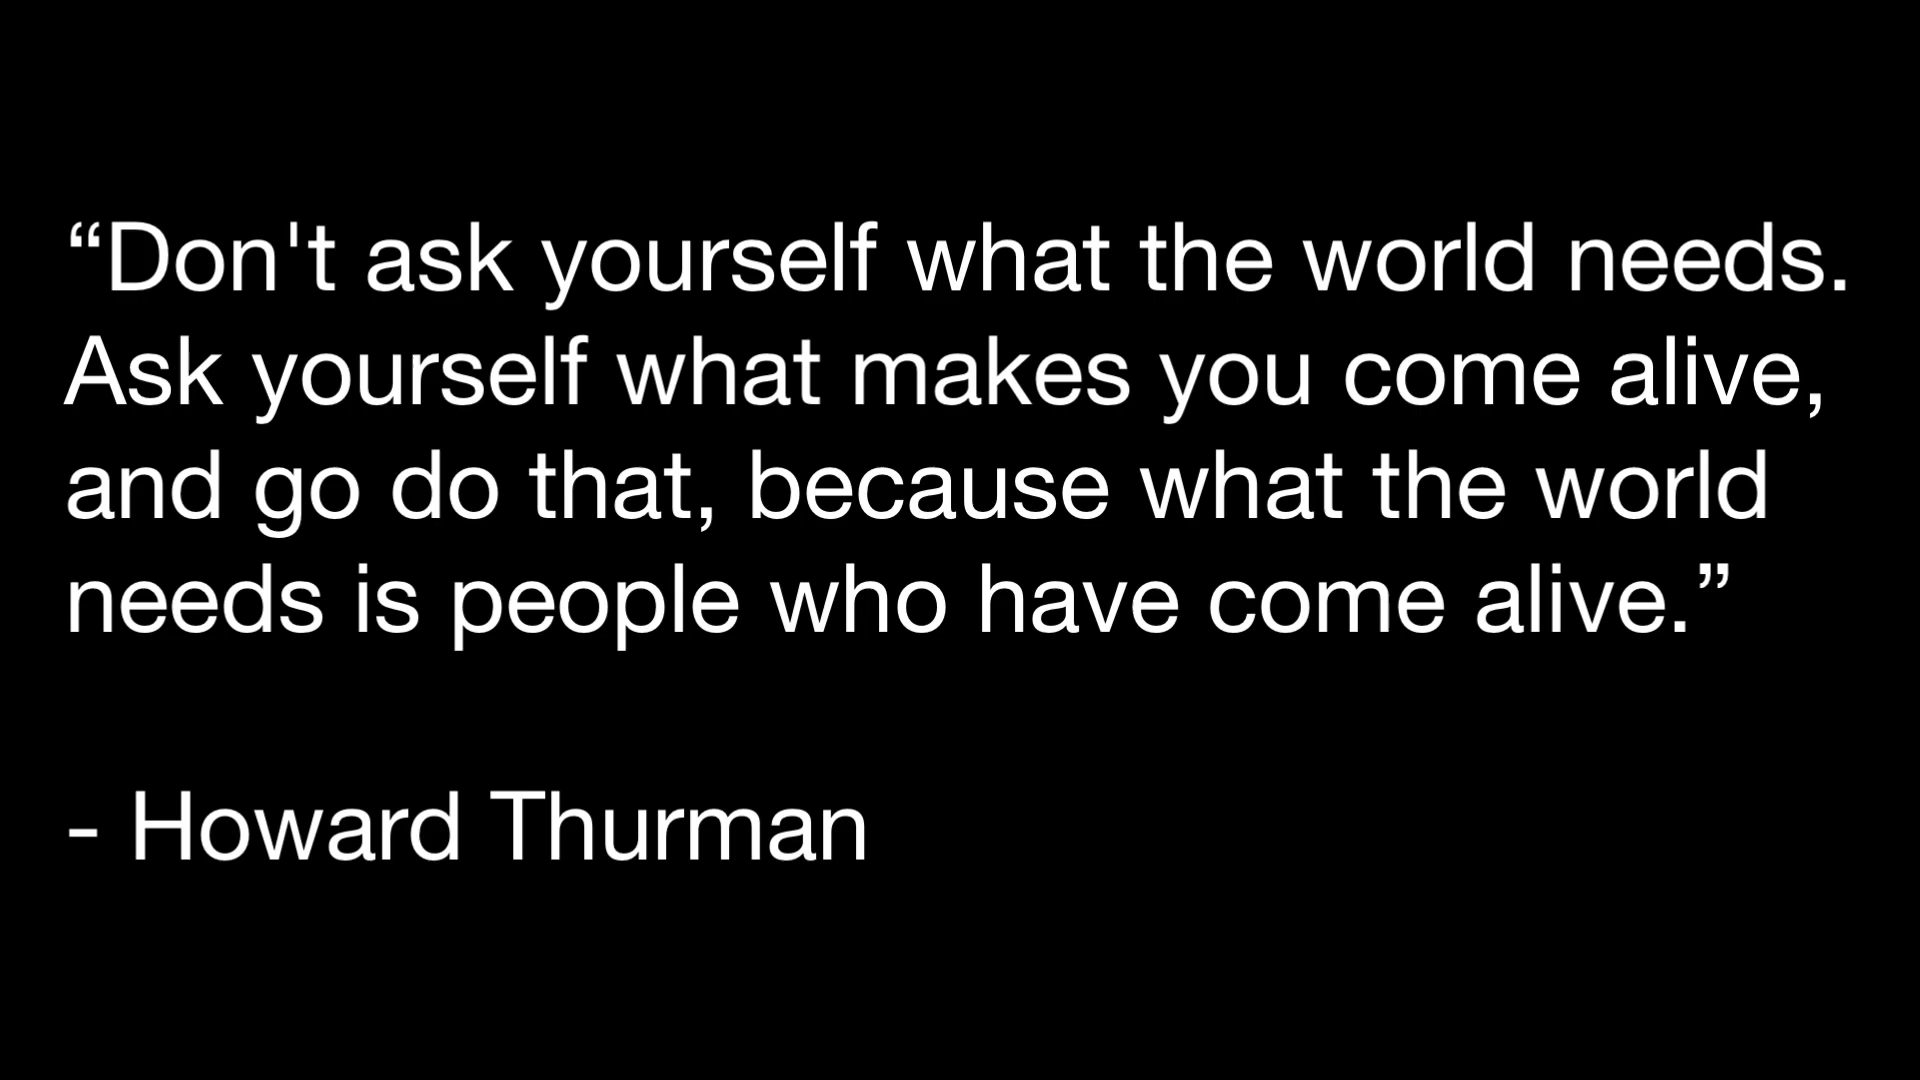 “Don't ask yourself what the world needs.
Ask yourself what makes you come alive,
and go do that, because what the world
needs is people who have come alive.”
- Howard Thurman